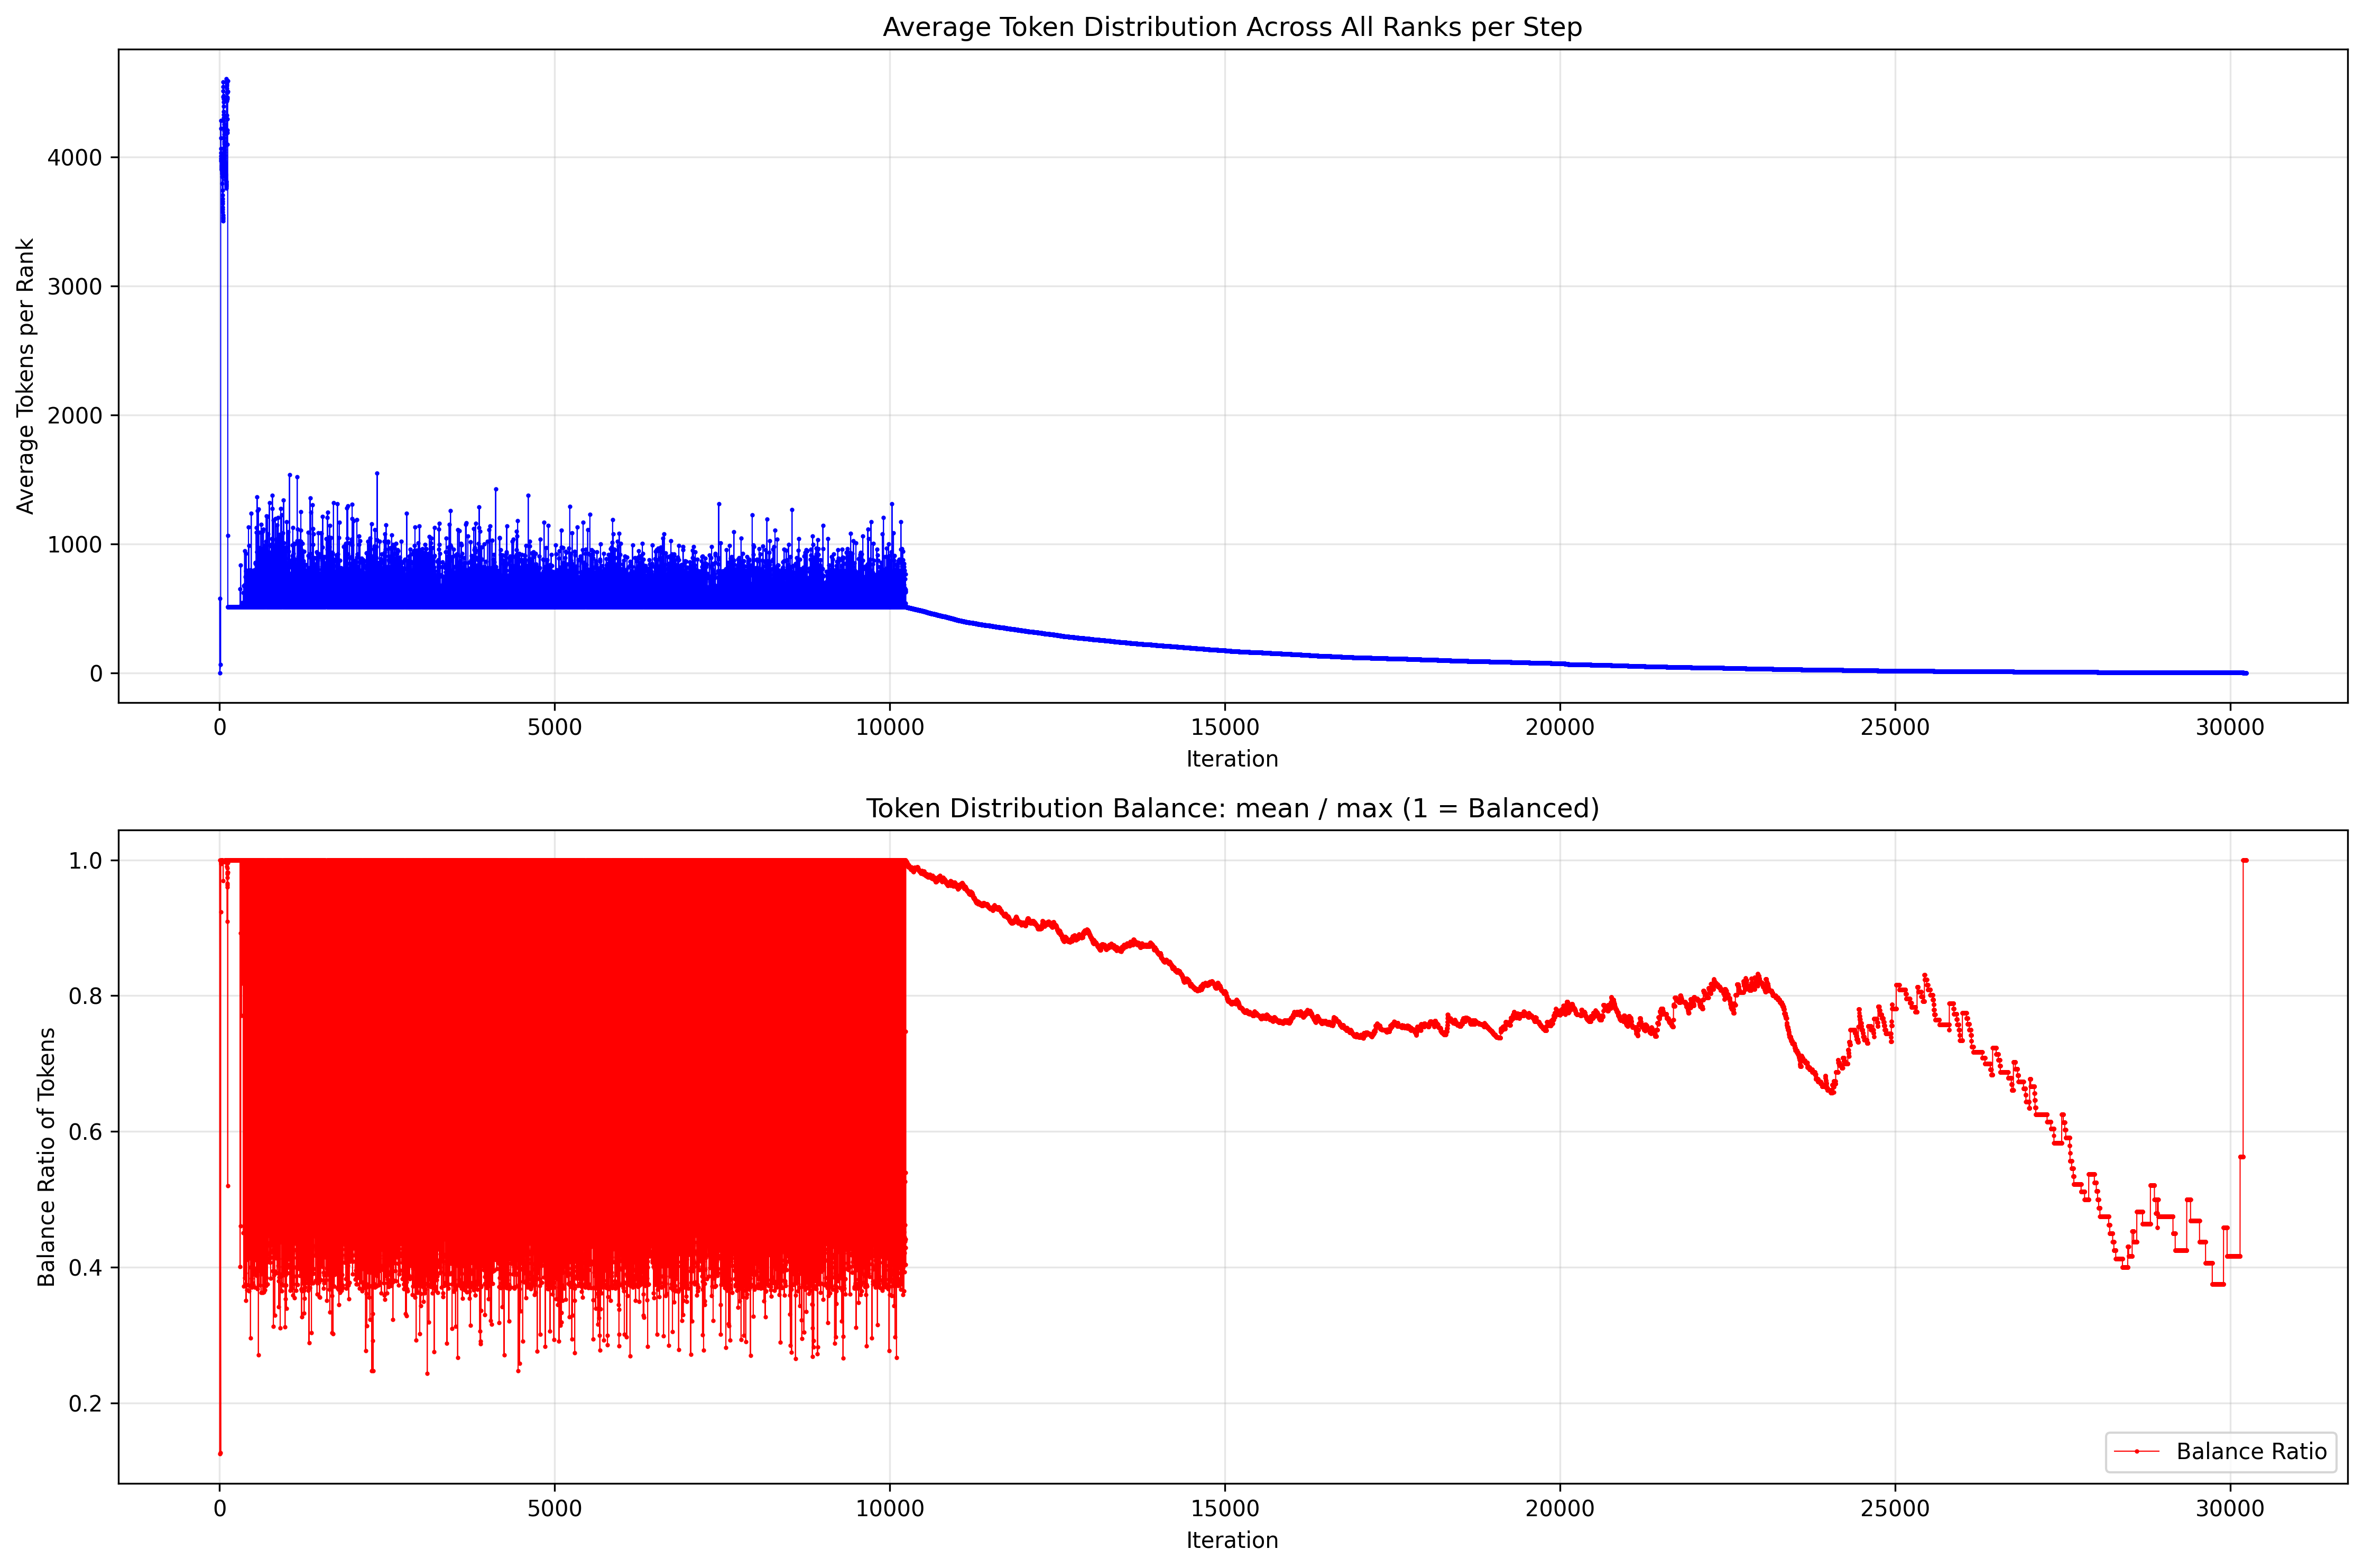 Average Token Distribution Across All Ranks per Step
Average Tokens per Rank
4000
3000
2000
1000
0
0 5000 10000 15000 20000 25000 30000
Iteration
Token Distribution Balance: mean / max (1 = Balanced)
Balance Ratio of Tokens
1.0
0.8
0.6
0.4
0.2
Balance Ratio
0 5000 10000 15000 20000 25000 30000
Iteration